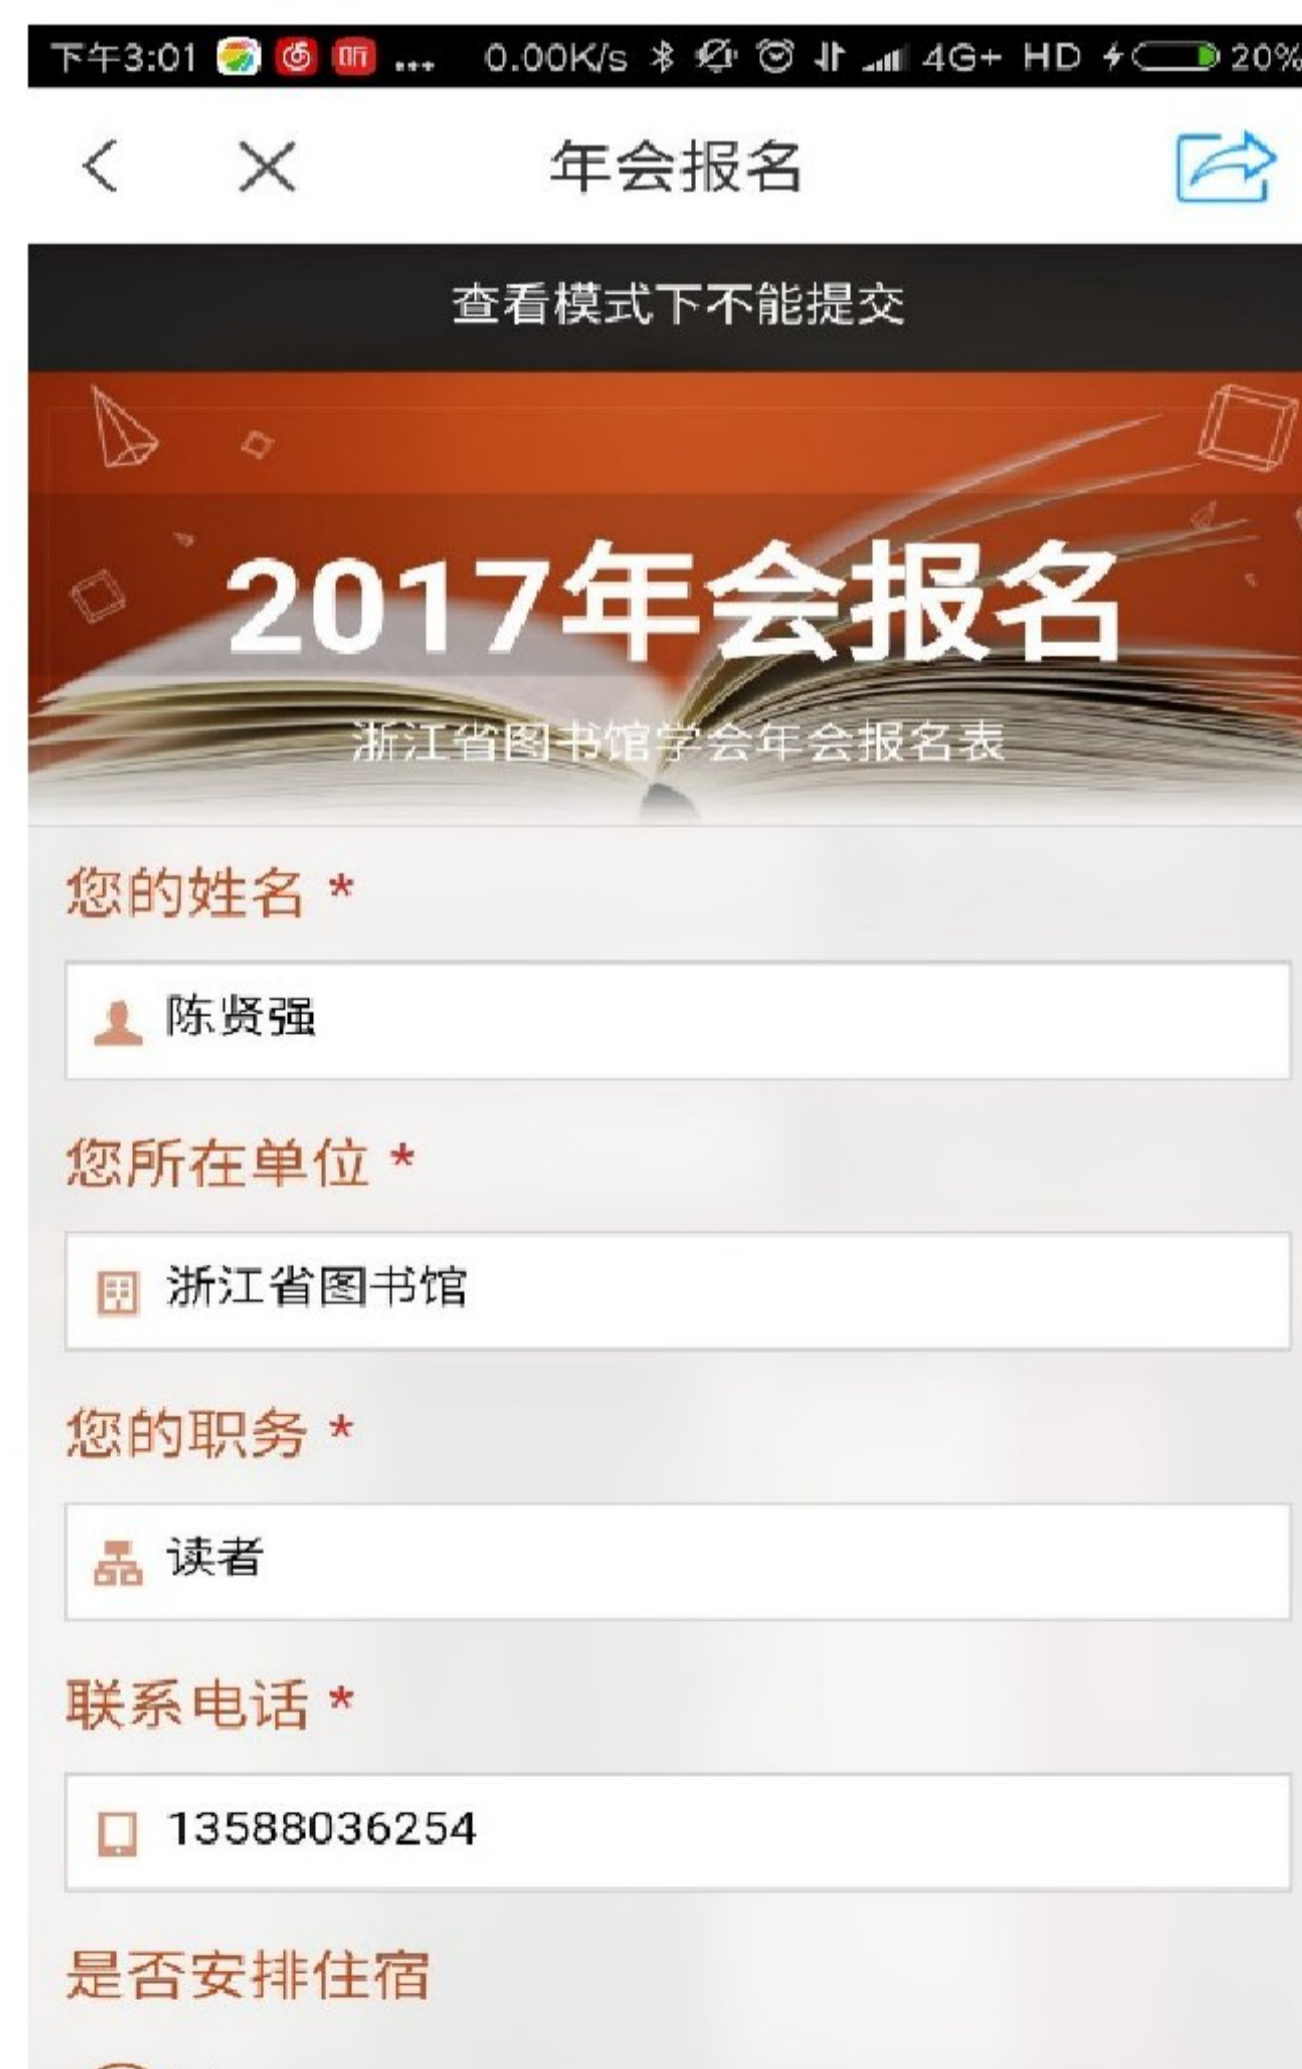 下午3:01 听 ... 0.00K/s 4G+ HD 20%
年会报名
查看模式下不能提交
2017年会报名
浙江省图书馆学会年会报名表
您的姓名 *
陈贤强
您所在单位 *
浙江省图书馆
您的职务 *
读者
联系电话 *
13588036254
是否安排住宿